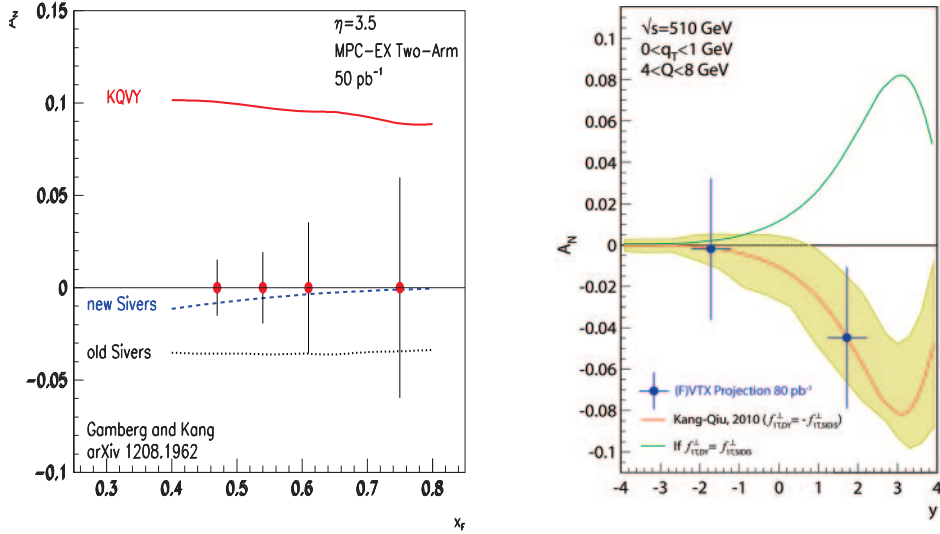 A_N
0.15
0.1
0.05
0
−0.05
−0.1
η=3.5
MPC−EX Two−Arm
50 pb⁻¹
KQVY
new Sivers
old Sivers
Gamberg and Kang
arXiv 1208.1962
0.3 0.4 0.5 0.6 0.7 0.8
x_F
A_N
0.1
0.08
0.06
0.04
0.02
0
-0.02
-0.04
-0.06
-0.08
-0.1
√s=510 GeV
0<q_T<1 GeV
4<Q<8 GeV
(F)VTX Projection 80 pb⁻¹
Kang-Qiu, 2010 (f⊥1T,DY = -f⊥1T,SIDIS)
If f⊥1T,DY = f⊥1T,SIDIS
-4 -3 -2 -1 0 1 2 3 4
y